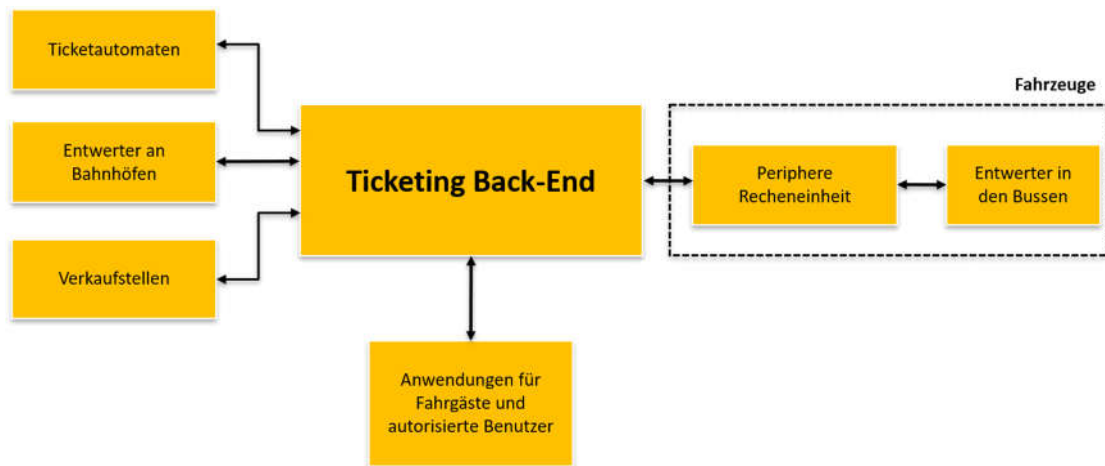 Ticketautomaten
Fahrzeuge
Entwerter an
Bahnhöfen
Ticketing Back-End
Periphere
Recheneinheit
Entwerter in
den Bussen
Verkaufstellen
Anwendungen für
Fahrgäste und
autorisierte Benutzer